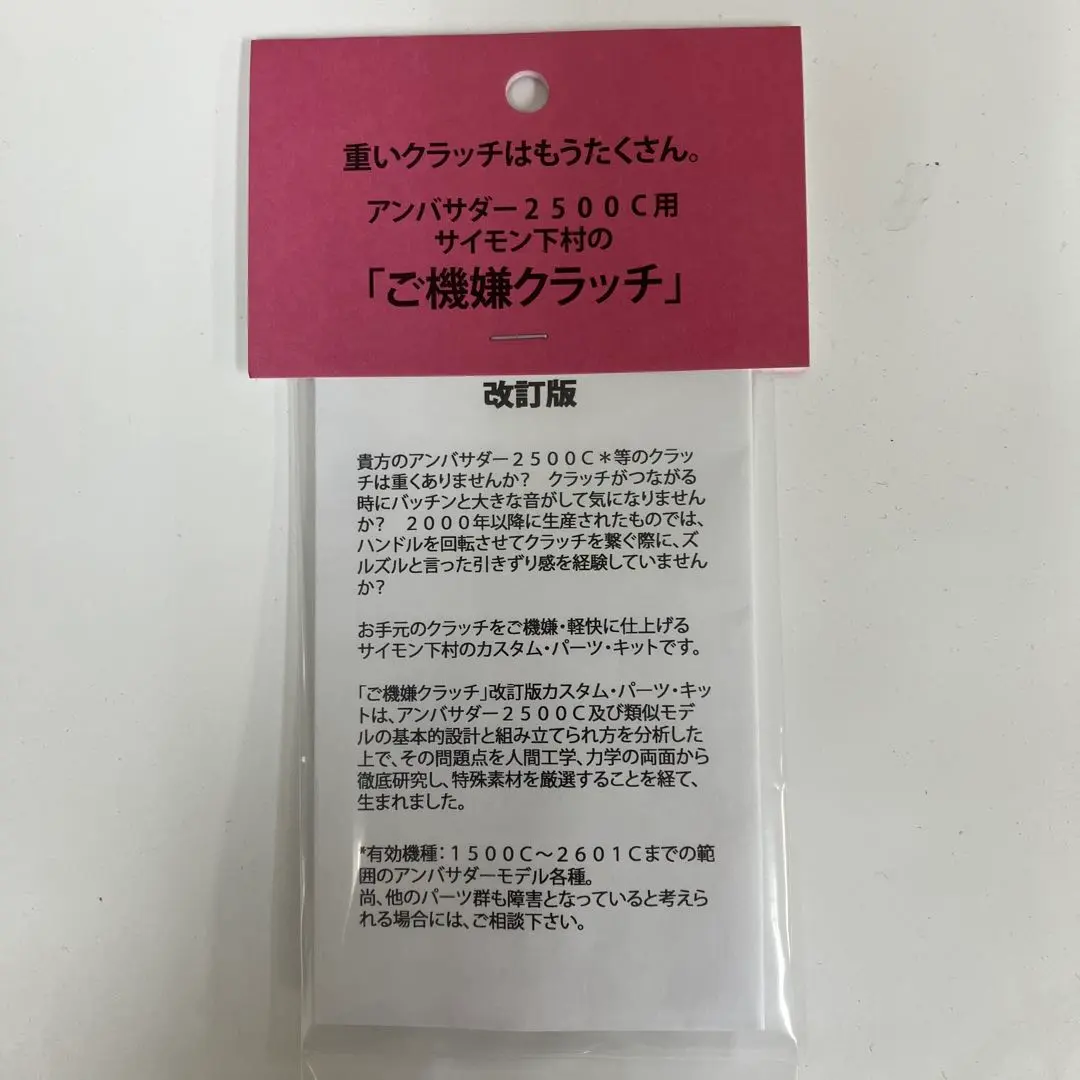 重いクラッチはもうたくさん。
アンバサダー２５００Ｃ用
サイモン下村の
「ご機嫌クラッチ」
改訂版
貴方のアンバサダー２５００Ｃ＊等のクラッ
チは重くありませんか？　クラッチがつながる
時にバッチンと大きな音がして気になりません
か？　２０００年以降に生産されたものでは、
ハンドルを回転させてクラッチを繋ぐ際に、ズ
ルズルと言った引きずり感を経験していません
か？
お手元のクラッチをご機嫌・軽快に仕上げる
サイモン下村のカスタム・パーツ・キットです。
「ご機嫌クラッチ」改訂版カスタム・パーツ・キッ
トは、アンバサダー２５００Ｃ及び類似モデ
ルの基本的設計と組み立てられ方を分析した
上で、その問題点を人間工学、力学の両面から
徹底研究し、特殊素材を厳選することを経て、
生まれました。
*有効機種：１５００Ｃ～２６０１Ｃまでの範
囲のアンバサダーモデル各種。
尚、他のパーツ群も障害となっていると考えら
れる場合には、ご相談下さい。